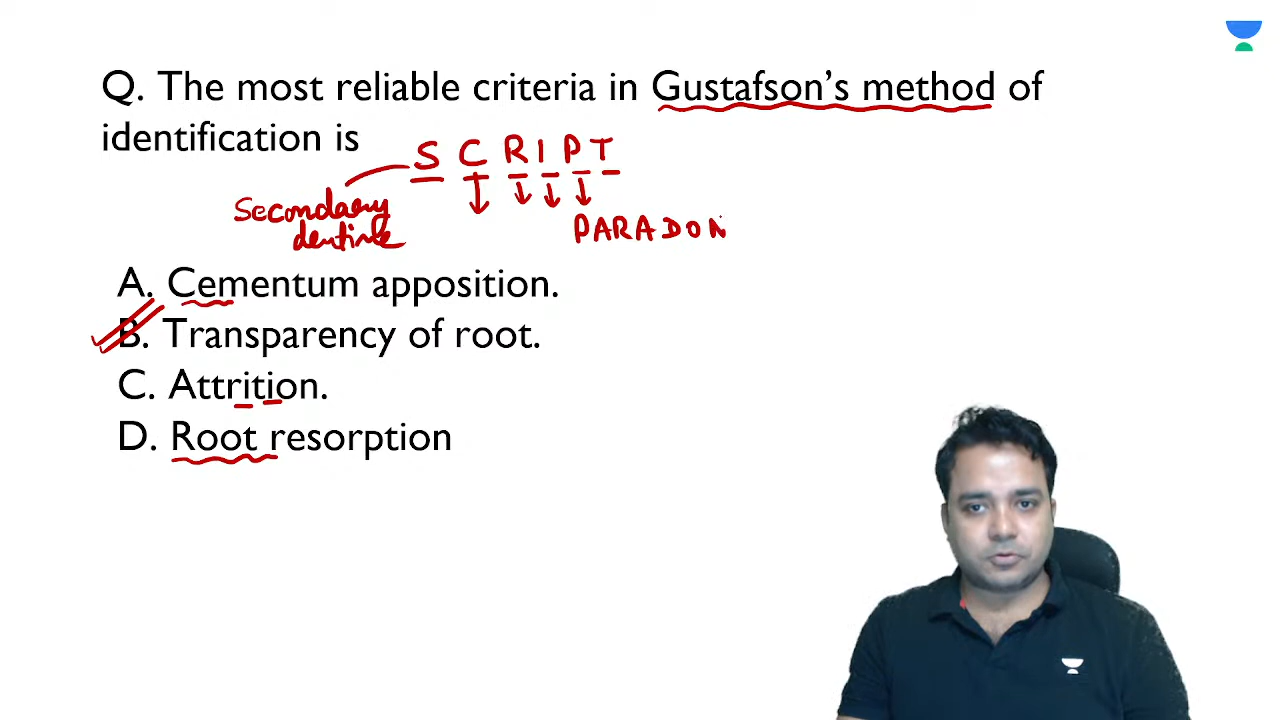 Q. The most reliable criteria in Gustafson's method of
identification is
S C R I P T
Secondary
dentine
PARADON
A. Cementum apposition.
B. Transparency of root.
C. Attrition.
D. Root resorption